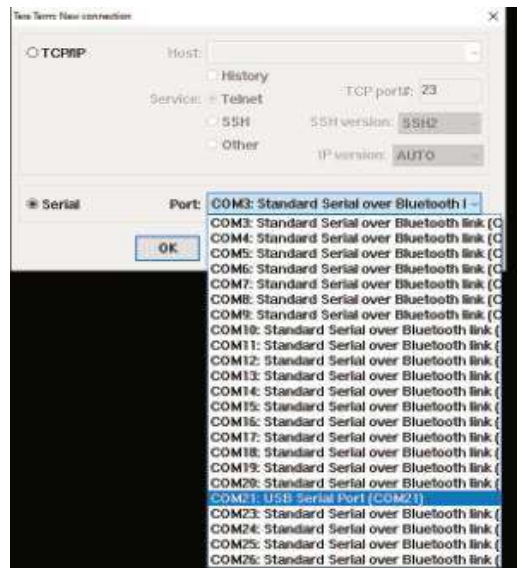 Tera Term: New connection
TCP/IP
Host:
History
Service:
Telnet
TCP port#: 23
SSH
SSH version: SSH2
Other
IP version: AUTO
Serial
Port: COM3: Standard Serial over Bluetooth l
OK
COM3: Standard Serial over Bluetooth link (C
COM4: Standard Serial over Bluetooth link (C
COM5: Standard Serial over Bluetooth link (C
COM6: Standard Serial over Bluetooth link (C
COM7: Standard Serial over Bluetooth link (C
COM8: Standard Serial over Bluetooth link (C
COM9: Standard Serial over Bluetooth link (C
COM10: Standard Serial over Bluetooth link (
COM11: Standard Serial over Bluetooth link (
COM12: Standard Serial over Bluetooth link (
COM13: Standard Serial over Bluetooth link (
COM14: Standard Serial over Bluetooth link (
COM15: Standard Serial over Bluetooth link (
COM16: Standard Serial over Bluetooth link (
COM17: Standard Serial over Bluetooth link (
COM18: Standard Serial over Bluetooth link (
COM19: Standard Serial over Bluetooth link (
COM20: Standard Serial over Bluetooth link (
COM21: USB Serial Port (COM21)
COM23: Standard Serial over Bluetooth link (
COM24: Standard Serial over Bluetooth link (
COM25: Standard Serial over Bluetooth link (
COM26: Standard Serial over Bluetooth link (